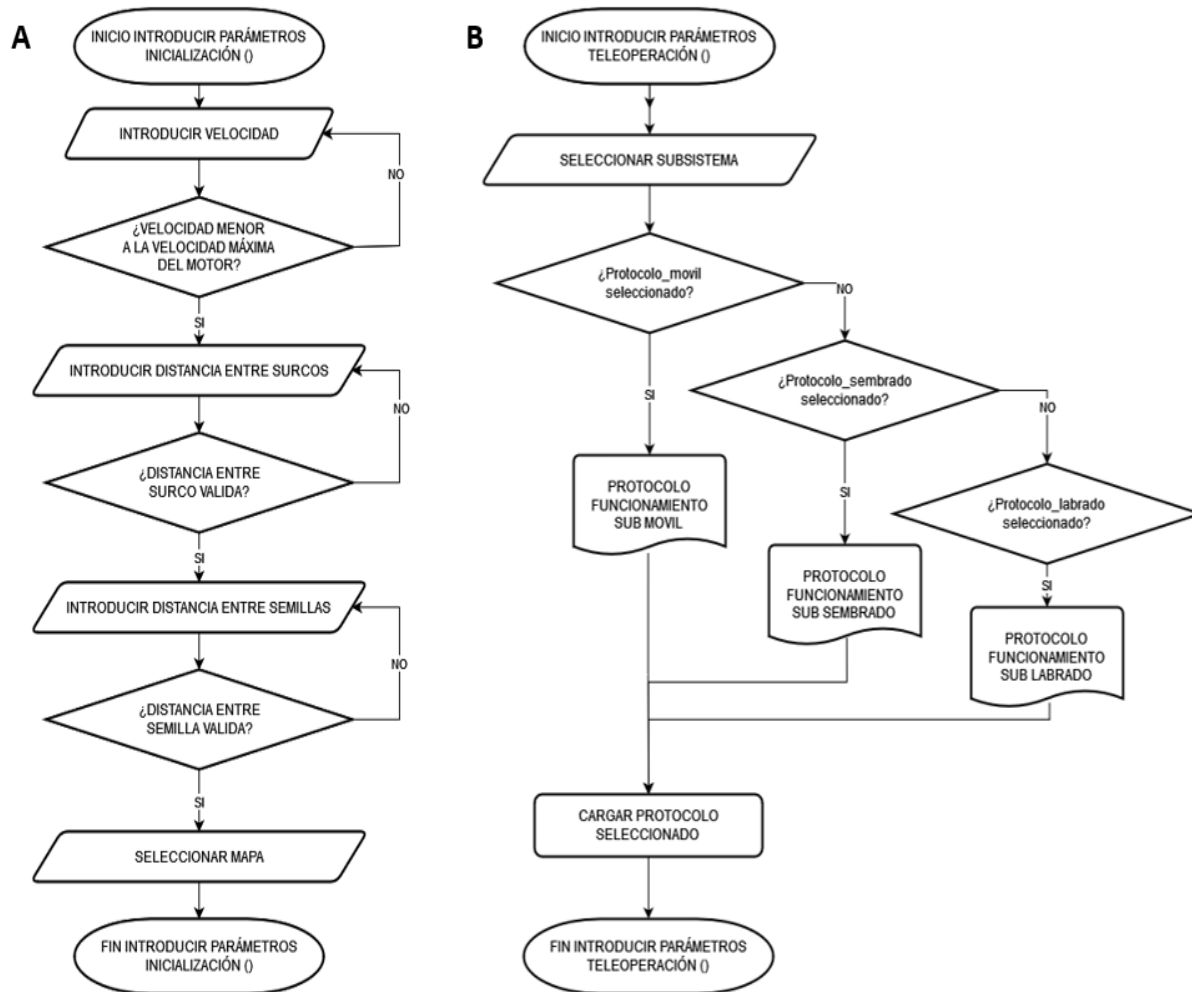 A
INICIO INTRODUCIR PARÁMETROS
INICIALIZACIÓN ()
INTRODUCIR VELOCIDAD
NO
¿VELOCIDAD MENOR
A LA VELOCIDAD MÁXIMA
DEL MOTOR?
SI
INTRODUCIR DISTANCIA ENTRE SURCOS
NO
¿DISTANCIA ENTRE
SURCO VALIDA?
SI
INTRODUCIR DISTANCIA ENTRE SEMILLAS
NO
¿DISTANCIA ENTRE
SEMILLA VALIDA?
SI
SELECCIONAR MAPA
FIN INTRODUCIR PARÁMETROS
INICIALIZACIÓN ()
B
INICIO INTRODUCIR PARÁMETROS
TELEOPERACIÓN ()
SELECCIONAR SUBSISTEMA
¿Protocolo_movil
seleccionado?
NO
SI
¿Protocolo_sembrado
seleccionado?
NO
SI
¿Protocolo_labrado
seleccionado?
SI
PROTOCOLO
FUNCIONAMIENTO
SUB MOVIL
PROTOCOLO
FUNCIONAMIENTO
SUB SEMBRADO
PROTOCOLO
FUNCIONAMIENTO
SUB LABRADO
CARGAR PROTOCOLO
SELECCIONADO
FIN INTRODUCIR PARÁMETROS
TELEOPERACIÓN ()